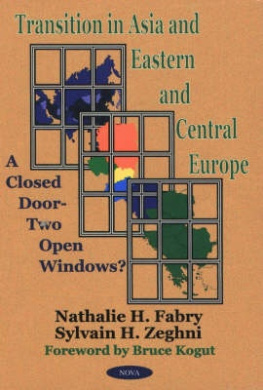 Transition in Asia and
Eastern
and
Central
Europe
A
Closed
Door-
Two
Open
Windows?
Nathalie H. Fabry
Sylvain H. Zeghni
Foreword by Bruce Kogut
NOVA